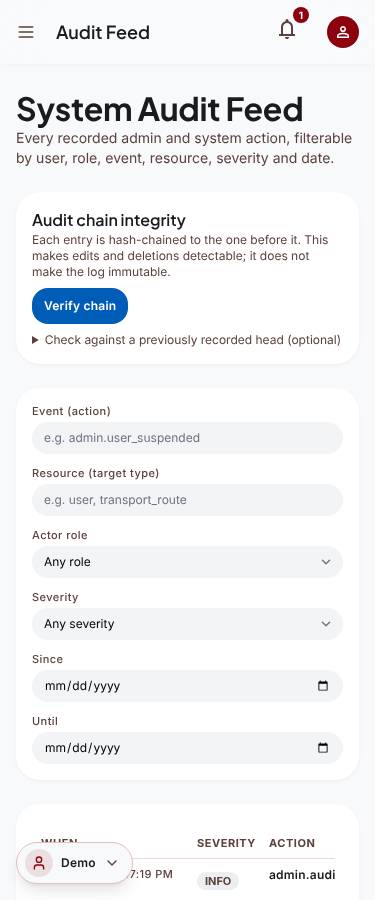 Audit Feed
1
System Audit Feed
Every recorded admin and system action, filterable
by user, role, event, resource, severity and date.
Audit chain integrity
Each entry is hash-chained to the one before it. This
makes edits and deletions detectable; it does not
make the log immutable.
Verify chain
Check against a previously recorded head (optional)
Event (action)
e.g. admin.user_suspended
Resource (target type)
e.g. user, transport_route
Actor role
Any role
Severity
Any severity
Since
mm/dd/yyyy
Until
mm/dd/yyyy
WHEN SEVERITY ACTION
7:19 PM INFO admin.audi
Demo